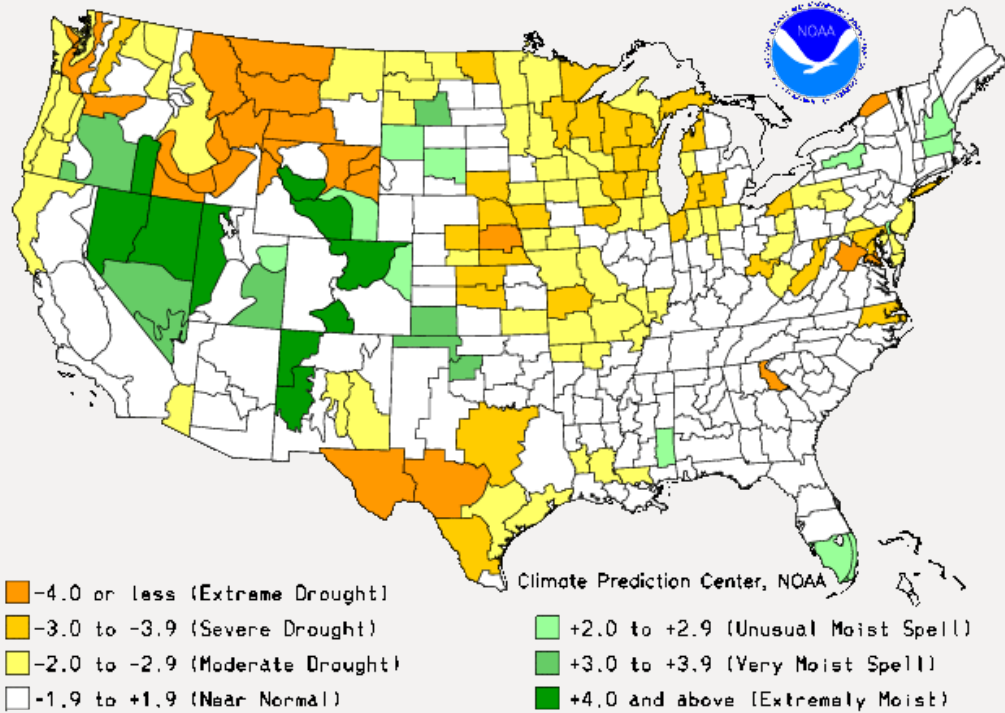 NOAA
Climate Prediction Center, NOAA
-4.0 or less (Extreme Drought)
-3.0 to -3.9 (Severe Drought)
-2.0 to -2.9 (Moderate Drought)
-1.9 to +1.9 (Near Normal)
+2.0 to +2.9 (Unusual Moist Spell)
+3.0 to +3.9 (Very Moist Spell)
+4.0 and above (Extremely Moist)